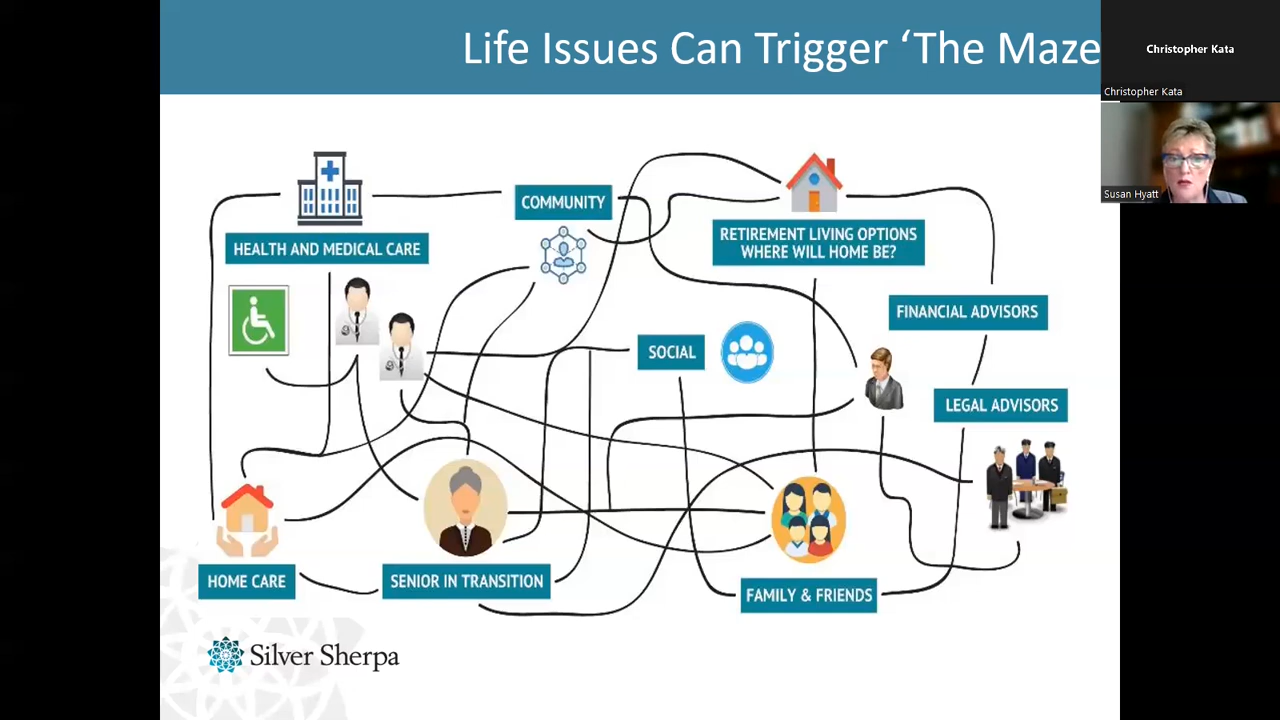 Life Issues Can Trigger ‘The Maze
Christopher Kata
Christopher Kata
Susan Hyatt
COMMUNITY
HEALTH AND MEDICAL CARE
RETIREMENT LIVING OPTIONS
WHERE WILL HOME BE?
FINANCIAL ADVISORS
SOCIAL
LEGAL ADVISORS
HOME CARE
SENIOR IN TRANSITION
FAMILY & FRIENDS
Silver Sherpa